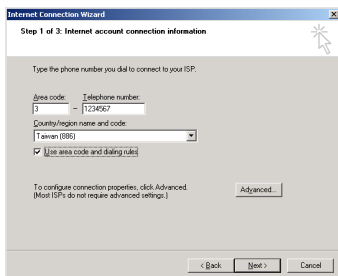 Internet Connection Wizard
Step 1 of 3: Internet account connection information
Type the phone number you dial to connect to your ISP.
Area code: Telephone number:
3 - 1234567
Country/region name and code:
Taiwan (886)
Use area code and dialing rules
To configure connection properties, click Advanced.
(Most ISPs do not require advanced settings.)
Advanced...
< Back Next > Cancel